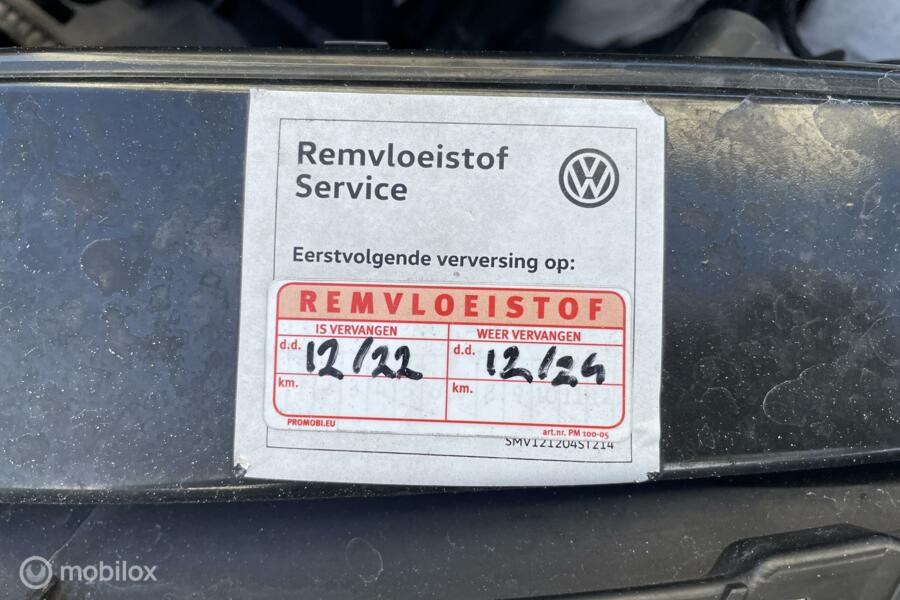 Remvloeistof
Service
Eerstvolgende verversing op:
REMVLOEISTOF
IS VERVANGEN
WEER VERVANGEN
d.d. 12/22
d.d. 12/24
km.
km.
PROMOBI.EU
art.nr. PM 100-05
SMV121204ST214
mobilox